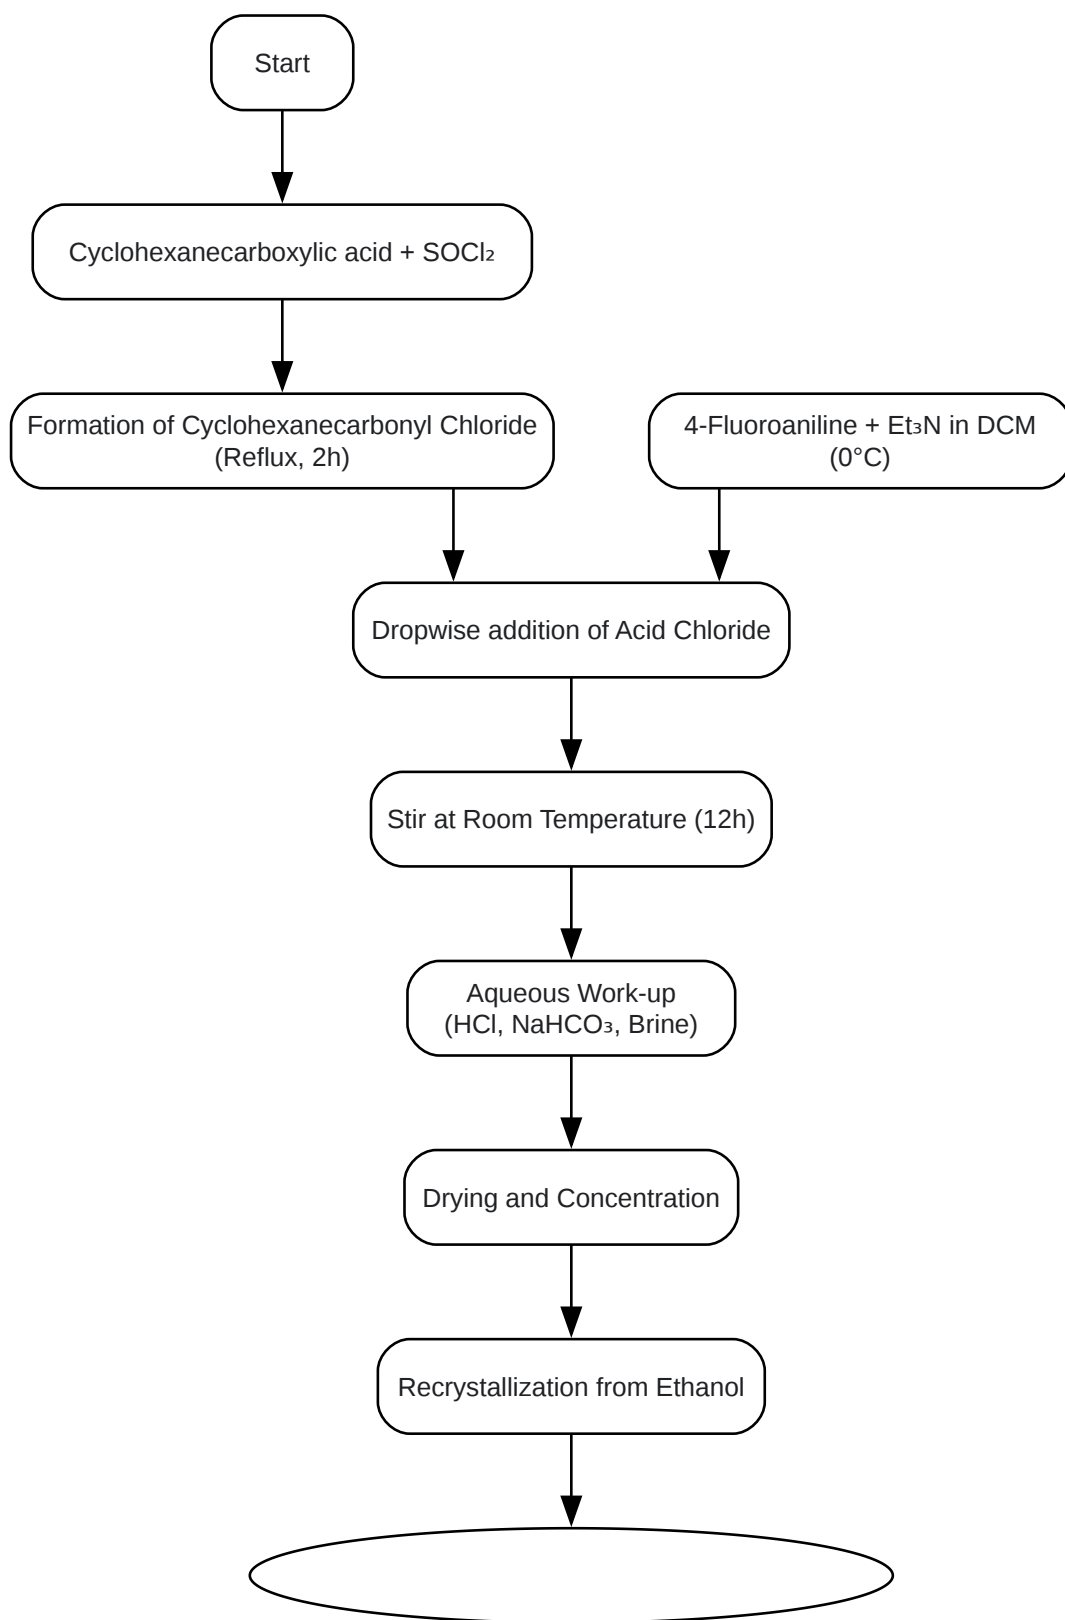 Start
Cyclohexanecarboxylic acid + SOCl₂
Formation of Cyclohexanecarbonyl Chloride
(Reflux, 2h)
4-Fluoroaniline + Et₃N in DCM
(0°C)
Dropwise addition of Acid Chloride
Stir at Room Temperature (12h)
Aqueous Work-up
(HCl, NaHCO₃, Brine)
Drying and Concentration
Recrystallization from Ethanol